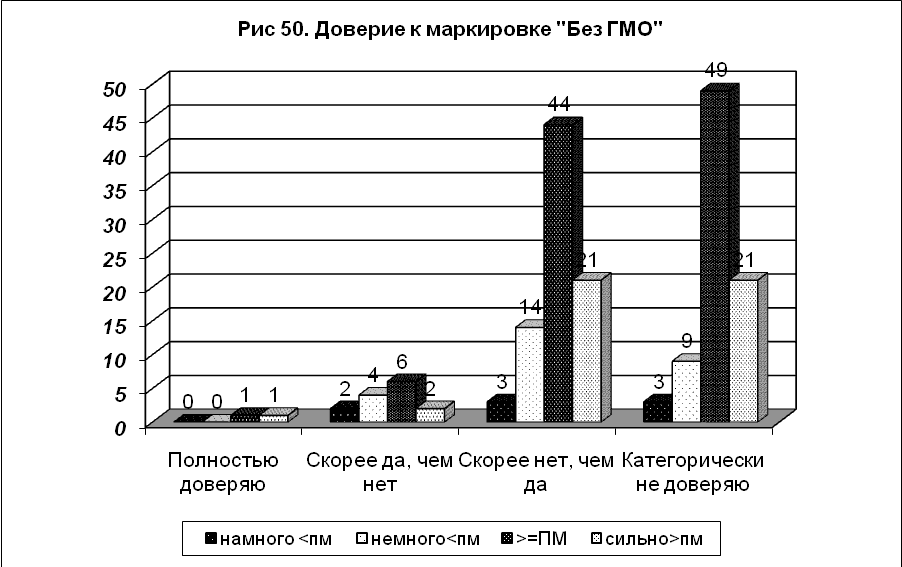 Рис 50. Доверие к маркировке "Без ГМО"
50
45
40
35
30
25
20
15
10
5
0
0 0 1 1
2 4 6 2
3 14 44 21
3 9 49 21
Полностью доверяю
Скорее да, чем нет
Скорее нет, чем да
Категорически не доверяю
намного <пм немного<пм >=ПМ сильно>пм